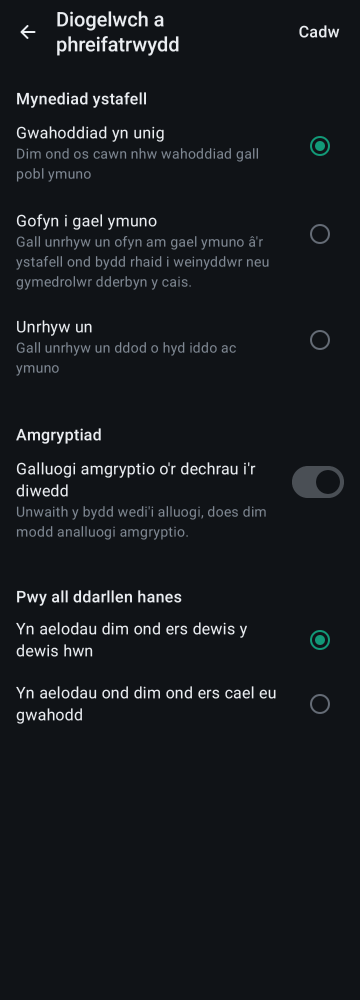 Diogelwch a
phreifatrwydd
Cadw
Mynediad ystafell
Gwahoddiad yn unig
Dim ond os cawn nhw wahoddiad gall
pobl ymuno
Gofyn i gael ymuno
Gall unrhyw un ofyn am gael ymuno â'r
ystafell ond bydd rhaid i weinyddwr neu
gymedrolwr dderbyn y cais.
Unrhyw un
Gall unrhyw un ddod o hyd iddo ac
ymuno
Amgryptiad
Galluogi amgryptio o'r dechrau i'r
diwedd
Unwaith y bydd wedi'i alluogi, does dim
modd analluogi amgryptio.
Pwy all ddarllen hanes
Yn aelodau dim ond ers dewis y
dewis hwn
Yn aelodau ond dim ond ers cael eu
gwahodd